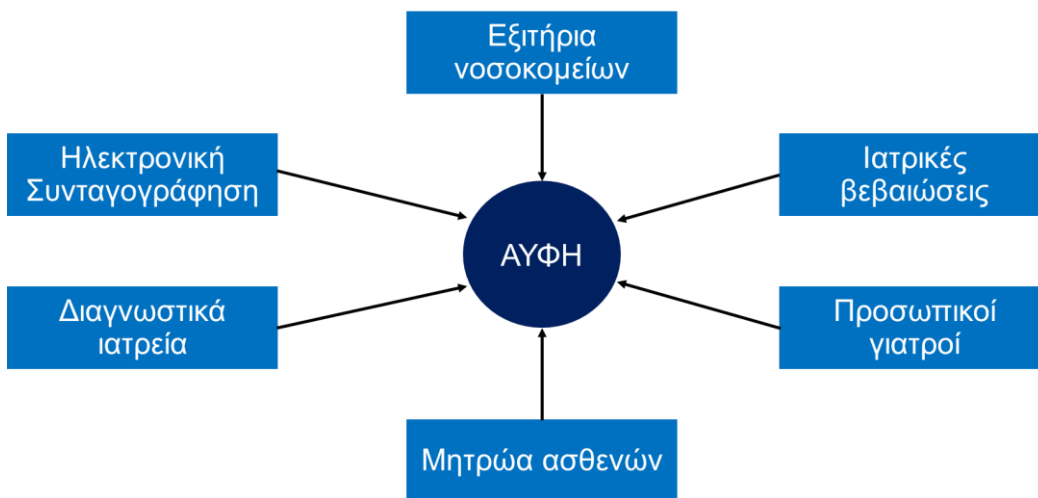 Εξιτήρια
νοσοκομείων
Ηλεκτρονική
Συνταγογράφηση
Ιατρικές
βεβαιώσεις
ΑΥΦΗ
Διαγνωστικά
ιατρεία
Προσωπικοί
γιατροί
Μητρώα ασθενών